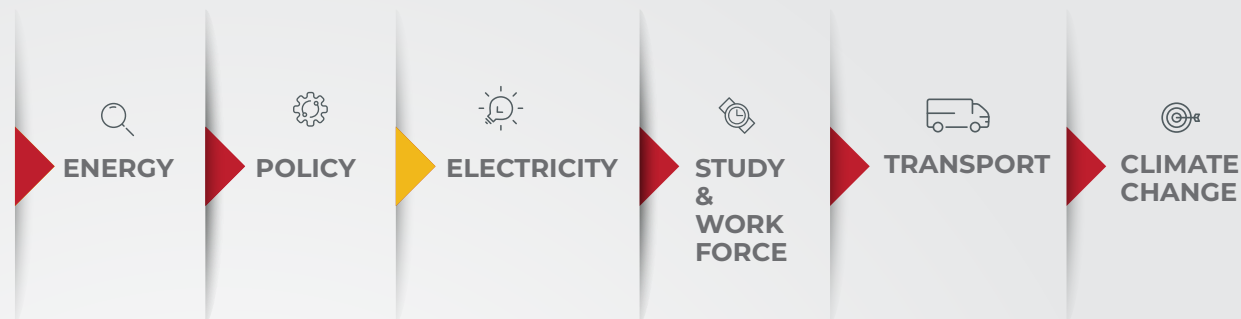 ENERGY
POLICY
ELECTRICITY
STUDY
&
WORK
FORCE
TRANSPORT
CLIMATE
CHANGE